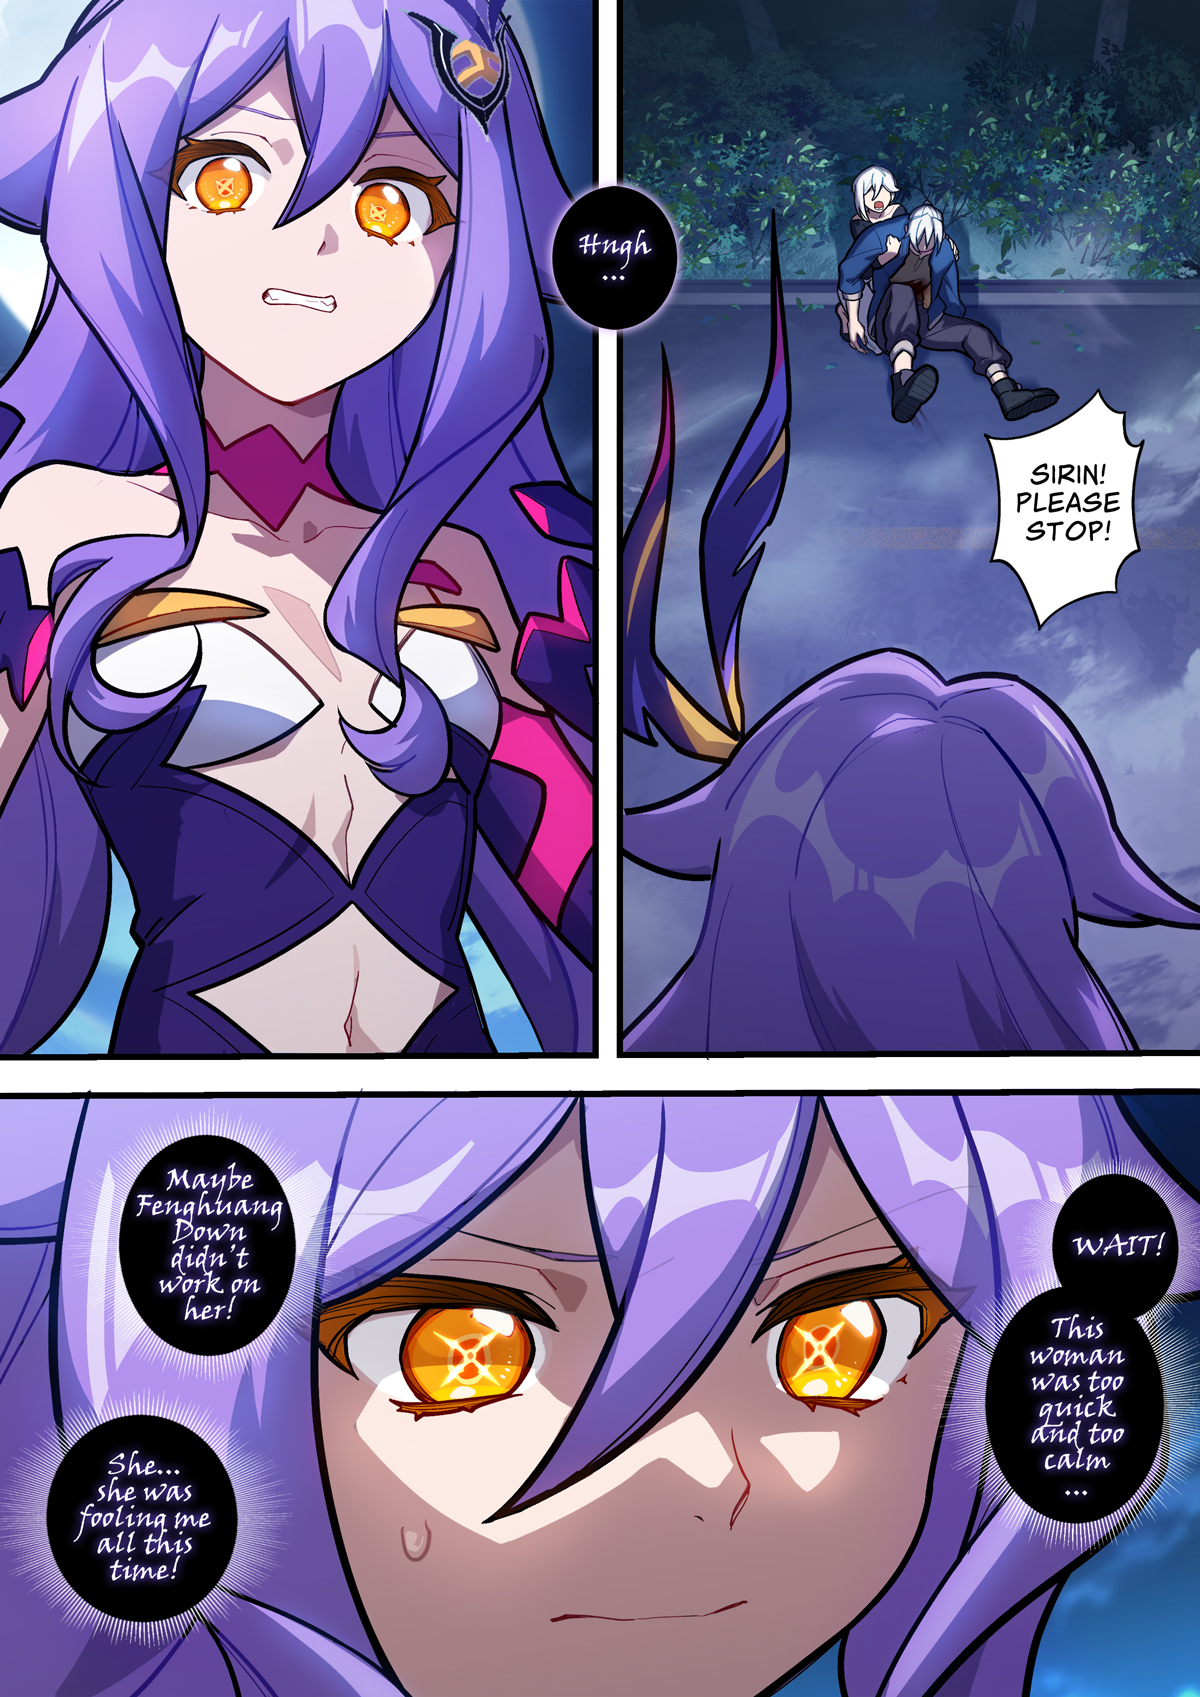 Hngh
...
SIRIN!
PLEASE
STOP!
Maybe
Fenghuang
Down
didn't
work on
her!
She...
she was
fooling me
all this
time!
WAIT!
This
woman
was too
quick
and too
calm
...